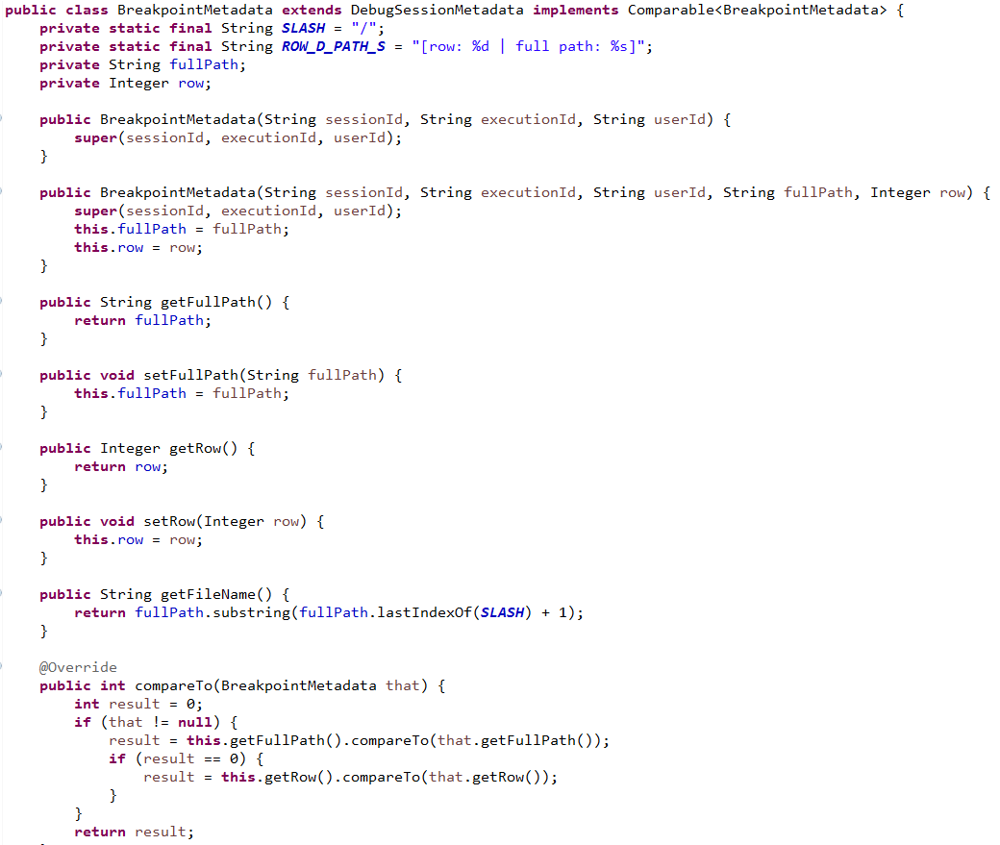 public class BreakpointMetadata extends DebugSessionMetadata implements Comparable<BreakpointMetadata> {
    private static final String SLASH = "/";
    private static final String ROW_D_PATH_S = "[row: %d | full path: %s]";
    private String fullPath;
    private Integer row;

    public BreakpointMetadata(String sessionId, String executionId, String userId) {
        super(sessionId, executionId, userId);
    }

    public BreakpointMetadata(String sessionId, String executionId, String userId, String fullPath, Integer row) {
        super(sessionId, executionId, userId);
        this.fullPath = fullPath;
        this.row = row;
    }

    public String getFullPath() {
        return fullPath;
    }

    public void setFullPath(String fullPath) {
        this.fullPath = fullPath;
    }

    public Integer getRow() {
        return row;
    }

    public void setRow(Integer row) {
        this.row = row;
    }

    public String getFileName() {
        return fullPath.substring(fullPath.lastIndexOf(SLASH) + 1);
    }

    @Override
    public int compareTo(BreakpointMetadata that) {
        int result = 0;
        if (that != null) {
            result = this.getFullPath().compareTo(that.getFullPath());
            if (result == 0) {
                result = this.getRow().compareTo(that.getRow());
            }
        }
        return result;